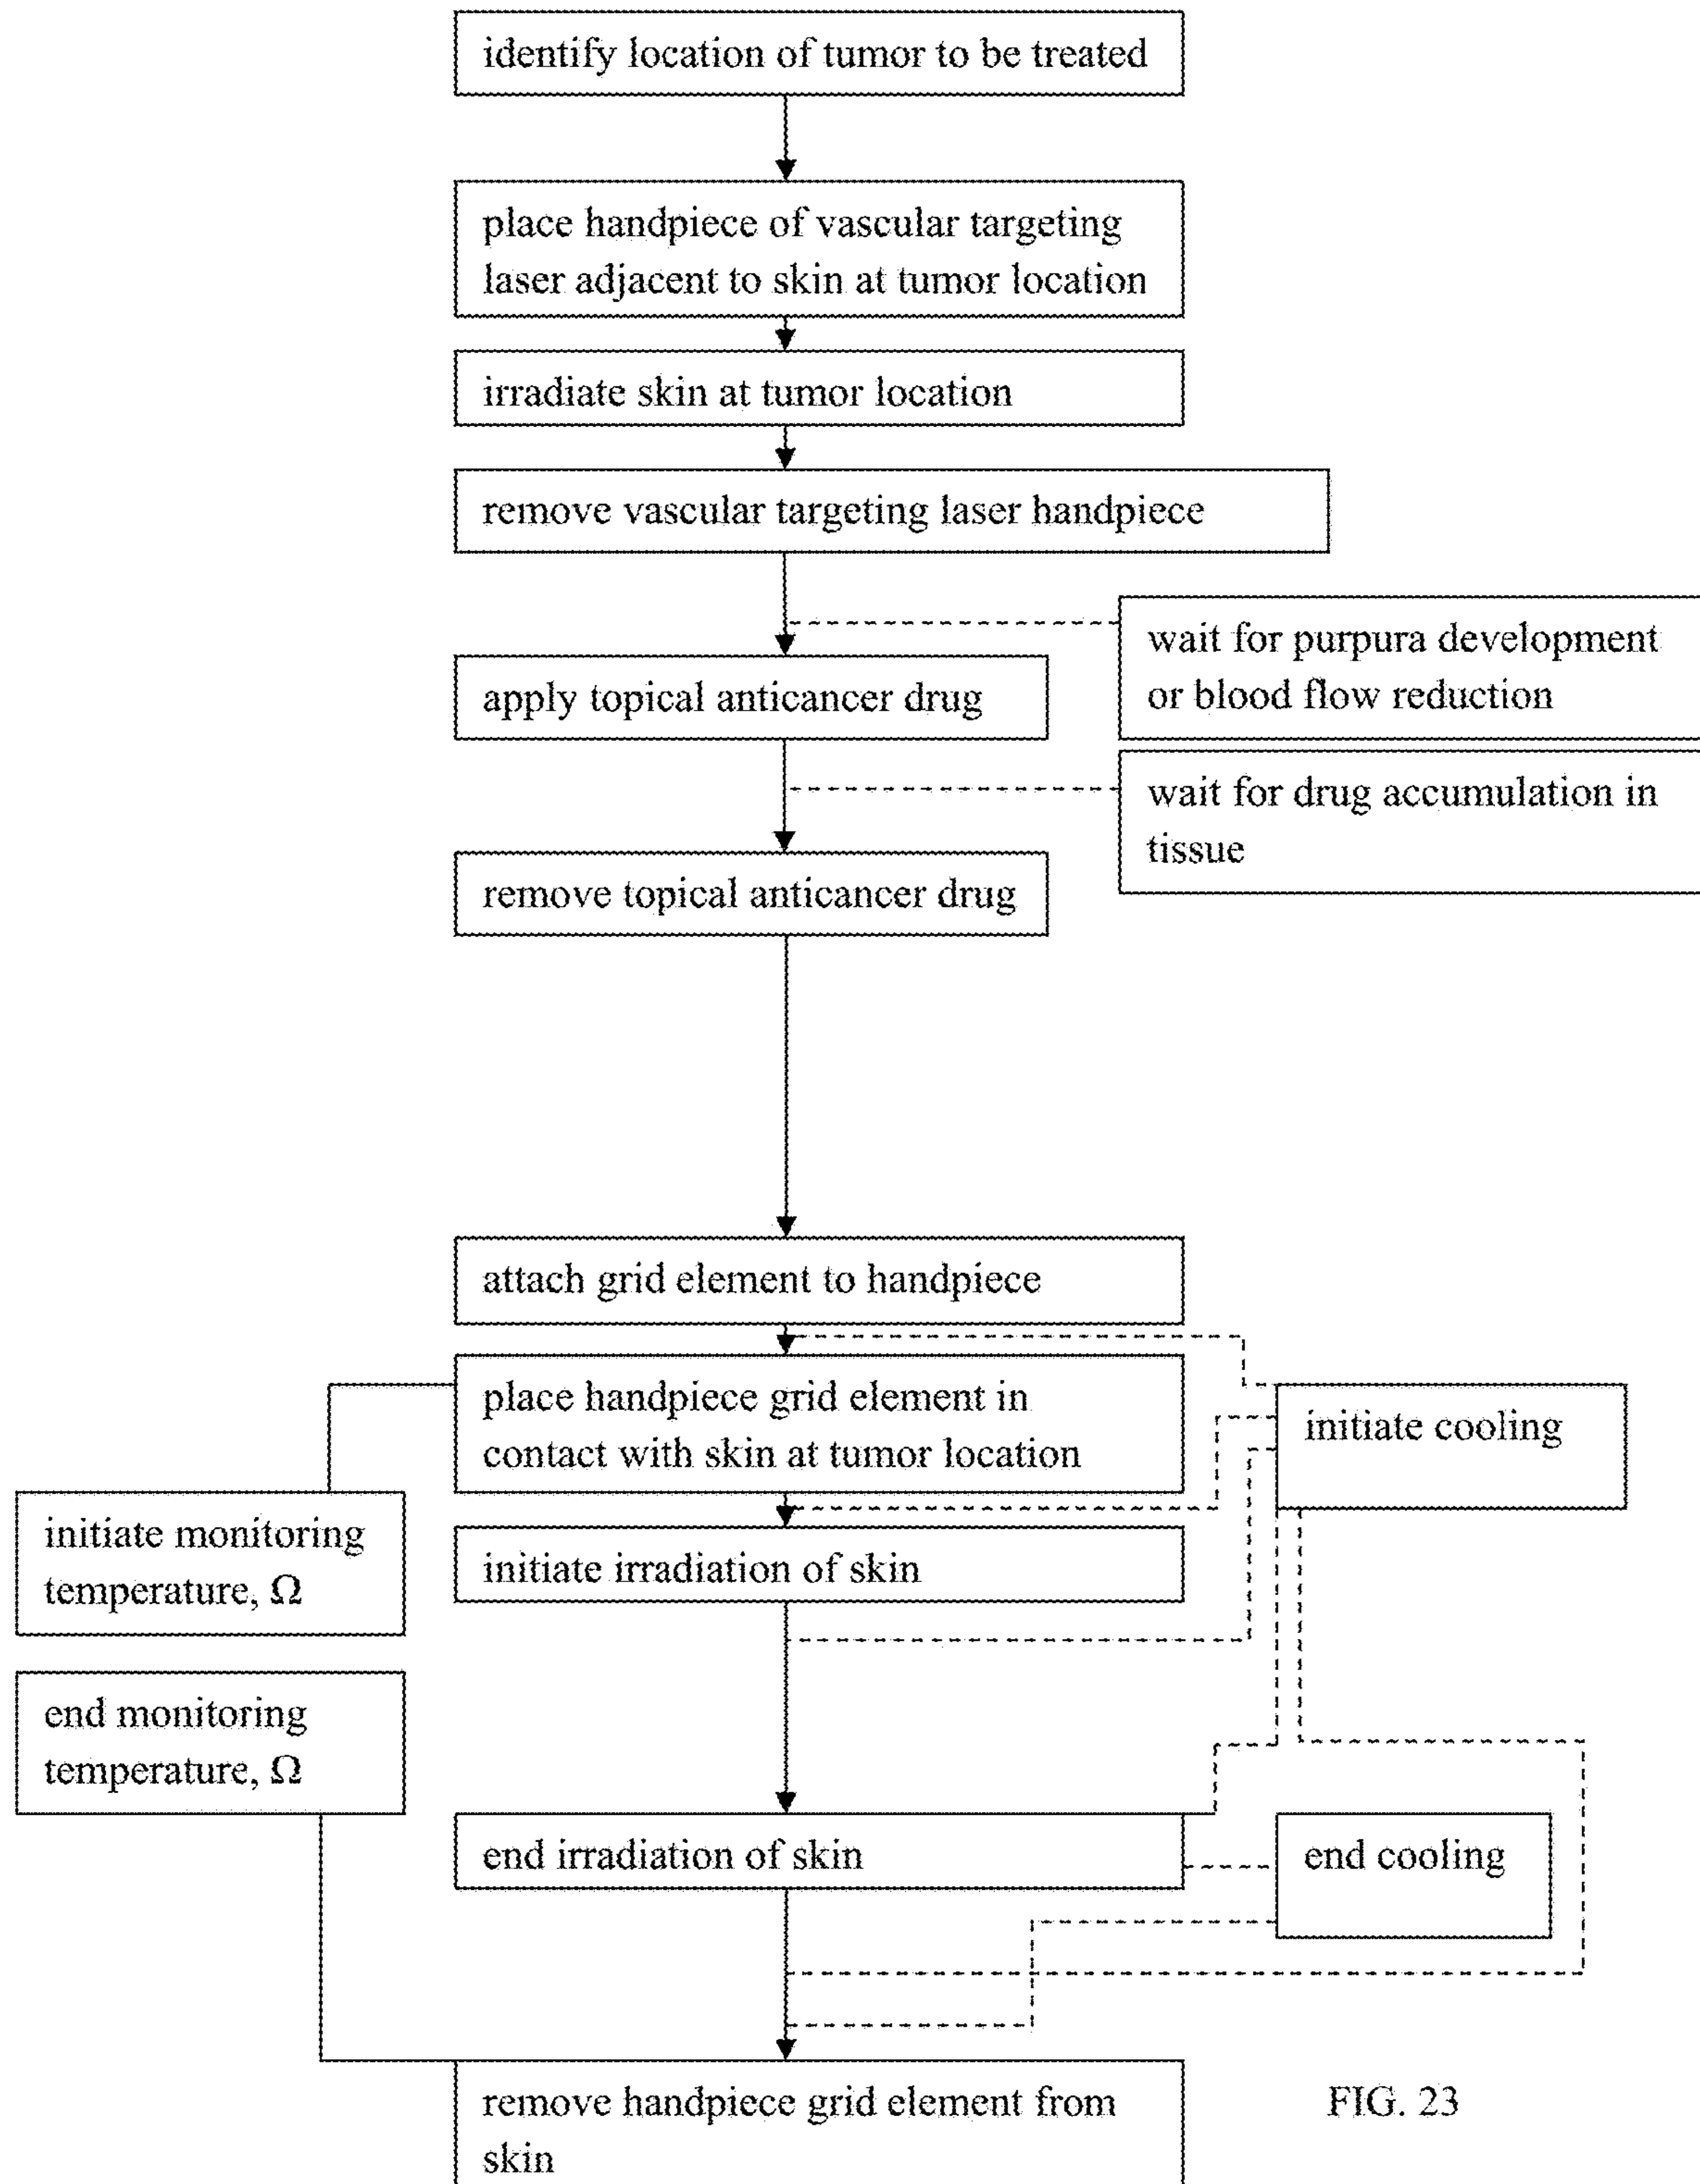 identify location of tumor to be treated
place handpiece of vascular targeting
laser adjacent to skin at tumor location
irradiate skin at tumor location
remove vascular targeting laser handpiece
wait for purpura development
or blood flow reduction
apply topical anticancer drug
wait for drug accumulation in
tissue
remove topical anticancer drug
attach grid element to handpiece
place handpiece grid element in
contact with skin at tumor location
initiate cooling
initiate monitoring
temperature, Ω
initiate irradiation of skin
end monitoring
temperature, Ω
end irradiation of skin
end cooling
remove handpiece grid element from
skin
FIG. 23